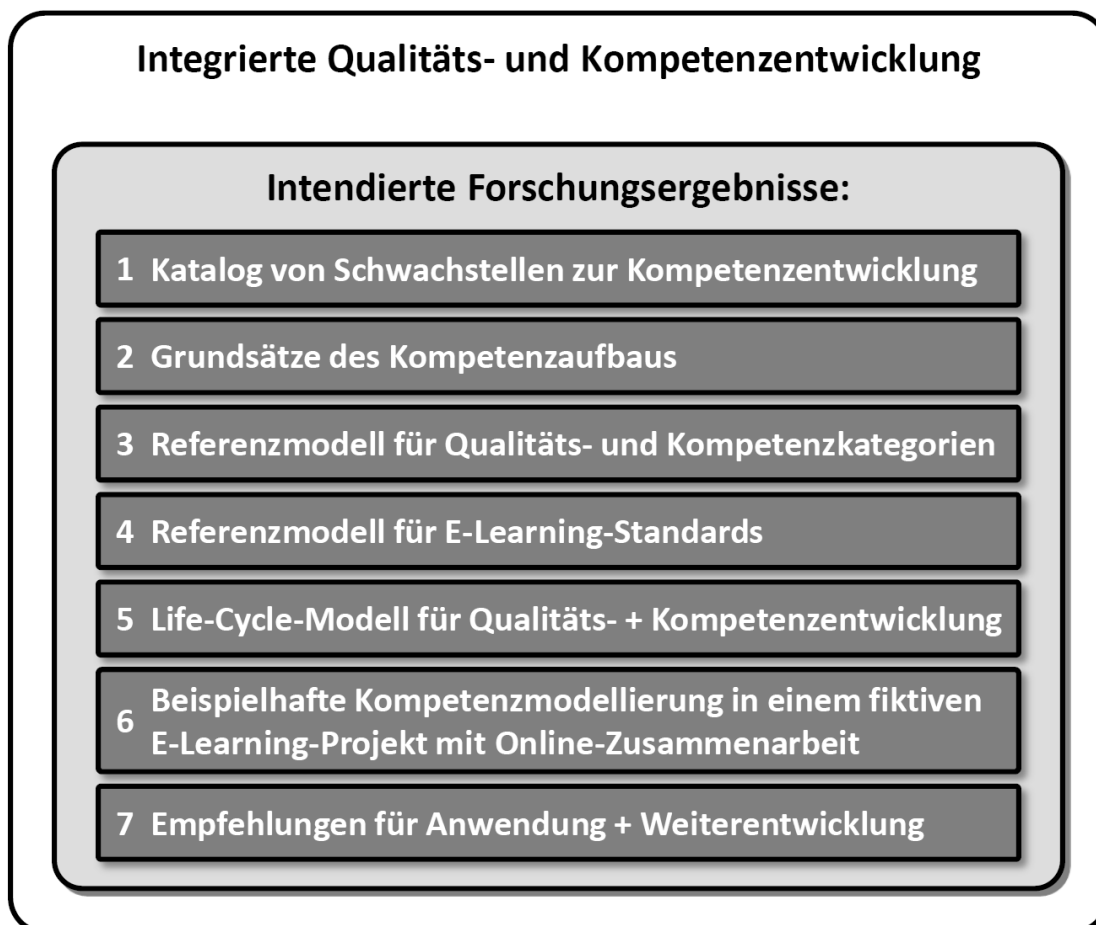 Integrierte Qualitäts- und Kompetenzentwicklung
Intendierte Forschungsergebnisse:
1 Katalog von Schwachstellen zur Kompetenzentwicklung
2 Grundsätze des Kompetenzaufbaus
3 Referenzmodell für Qualitäts- und Kompetenzkategorien
4 Referenzmodell für E-Learning-Standards
5 Life-Cycle-Modell für Qualitäts- + Kompetenzentwicklung
6 Beispielhafte Kompetenzmodellierung in einem fiktiven
E-Learning-Projekt mit Online-Zusammenarbeit
7 Empfehlungen für Anwendung + Weiterentwicklung